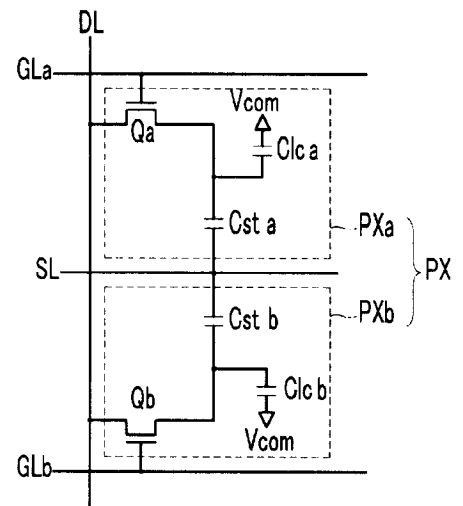 DL
GLa
Vcom
Qa
Clc a
Cst a
PXa
SL
PX
PXb
Cst b
Qb
Clc b
Vcom
GLb